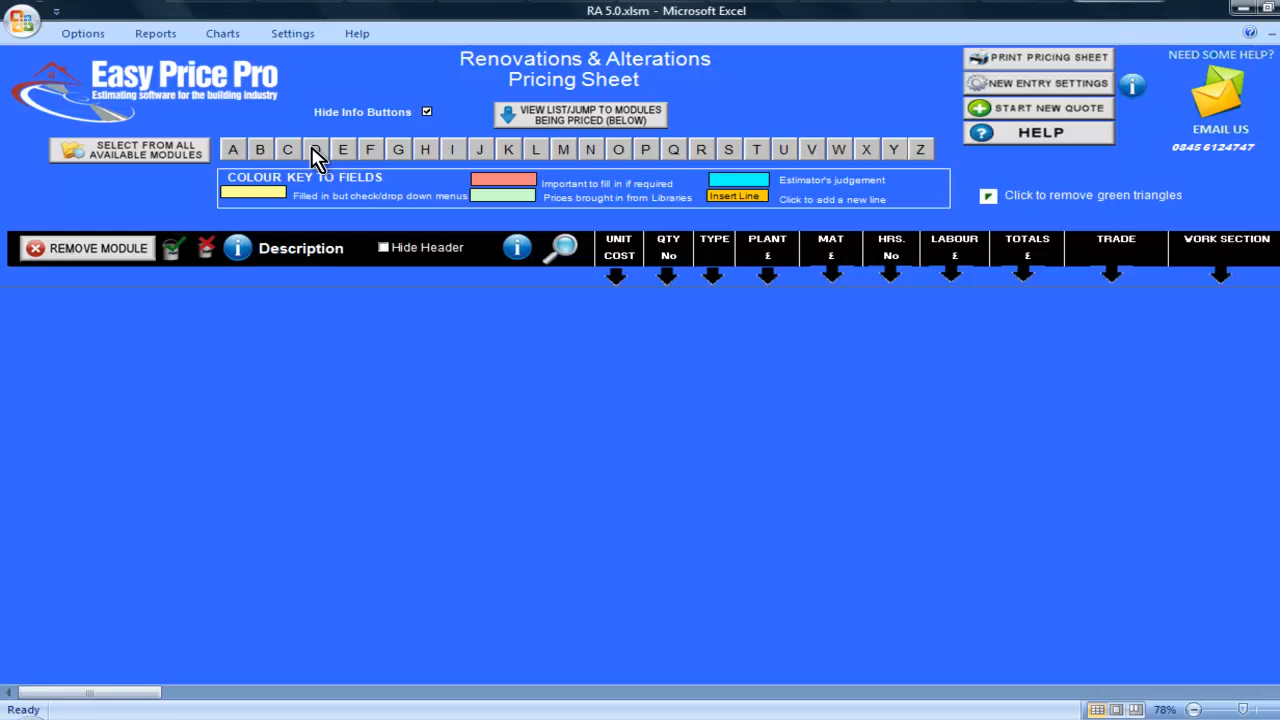 RA 5.0.xlsm - Microsoft Excel
Options Reports Charts Settings Help
Easy Price Pro
Estimating software for the building industry
Renovations & Alterations
Pricing Sheet
Hide Info Buttons
VIEW LIST/JUMP TO MODULES
BEING PRICED (BELOW)
PRINT PRICING SHEET
NEW ENTRY SETTINGS
START NEW QUOTE
HELP
NEED SOME HELP?
EMAIL US
0845 6124747
SELECT FROM ALL
AVAILABLE MODULES
A B C E F G H I J K L M N O P Q R S T U V W X Y Z
COLOUR KEY TO FIELDS
Filled in but check/drop down menus
Important to fill in if required
Prices brought in from Libraries
Estimator's judgement
Insert Line Click to add a new line
Click to remove green triangles
REMOVE MODULE Description Hide Header
UNIT COST
QTY No
TYPE
PLANT £
MAT £
HRS. No
LABOUR £
TOTALS £
TRADE
WORK SECTION
Ready
78%